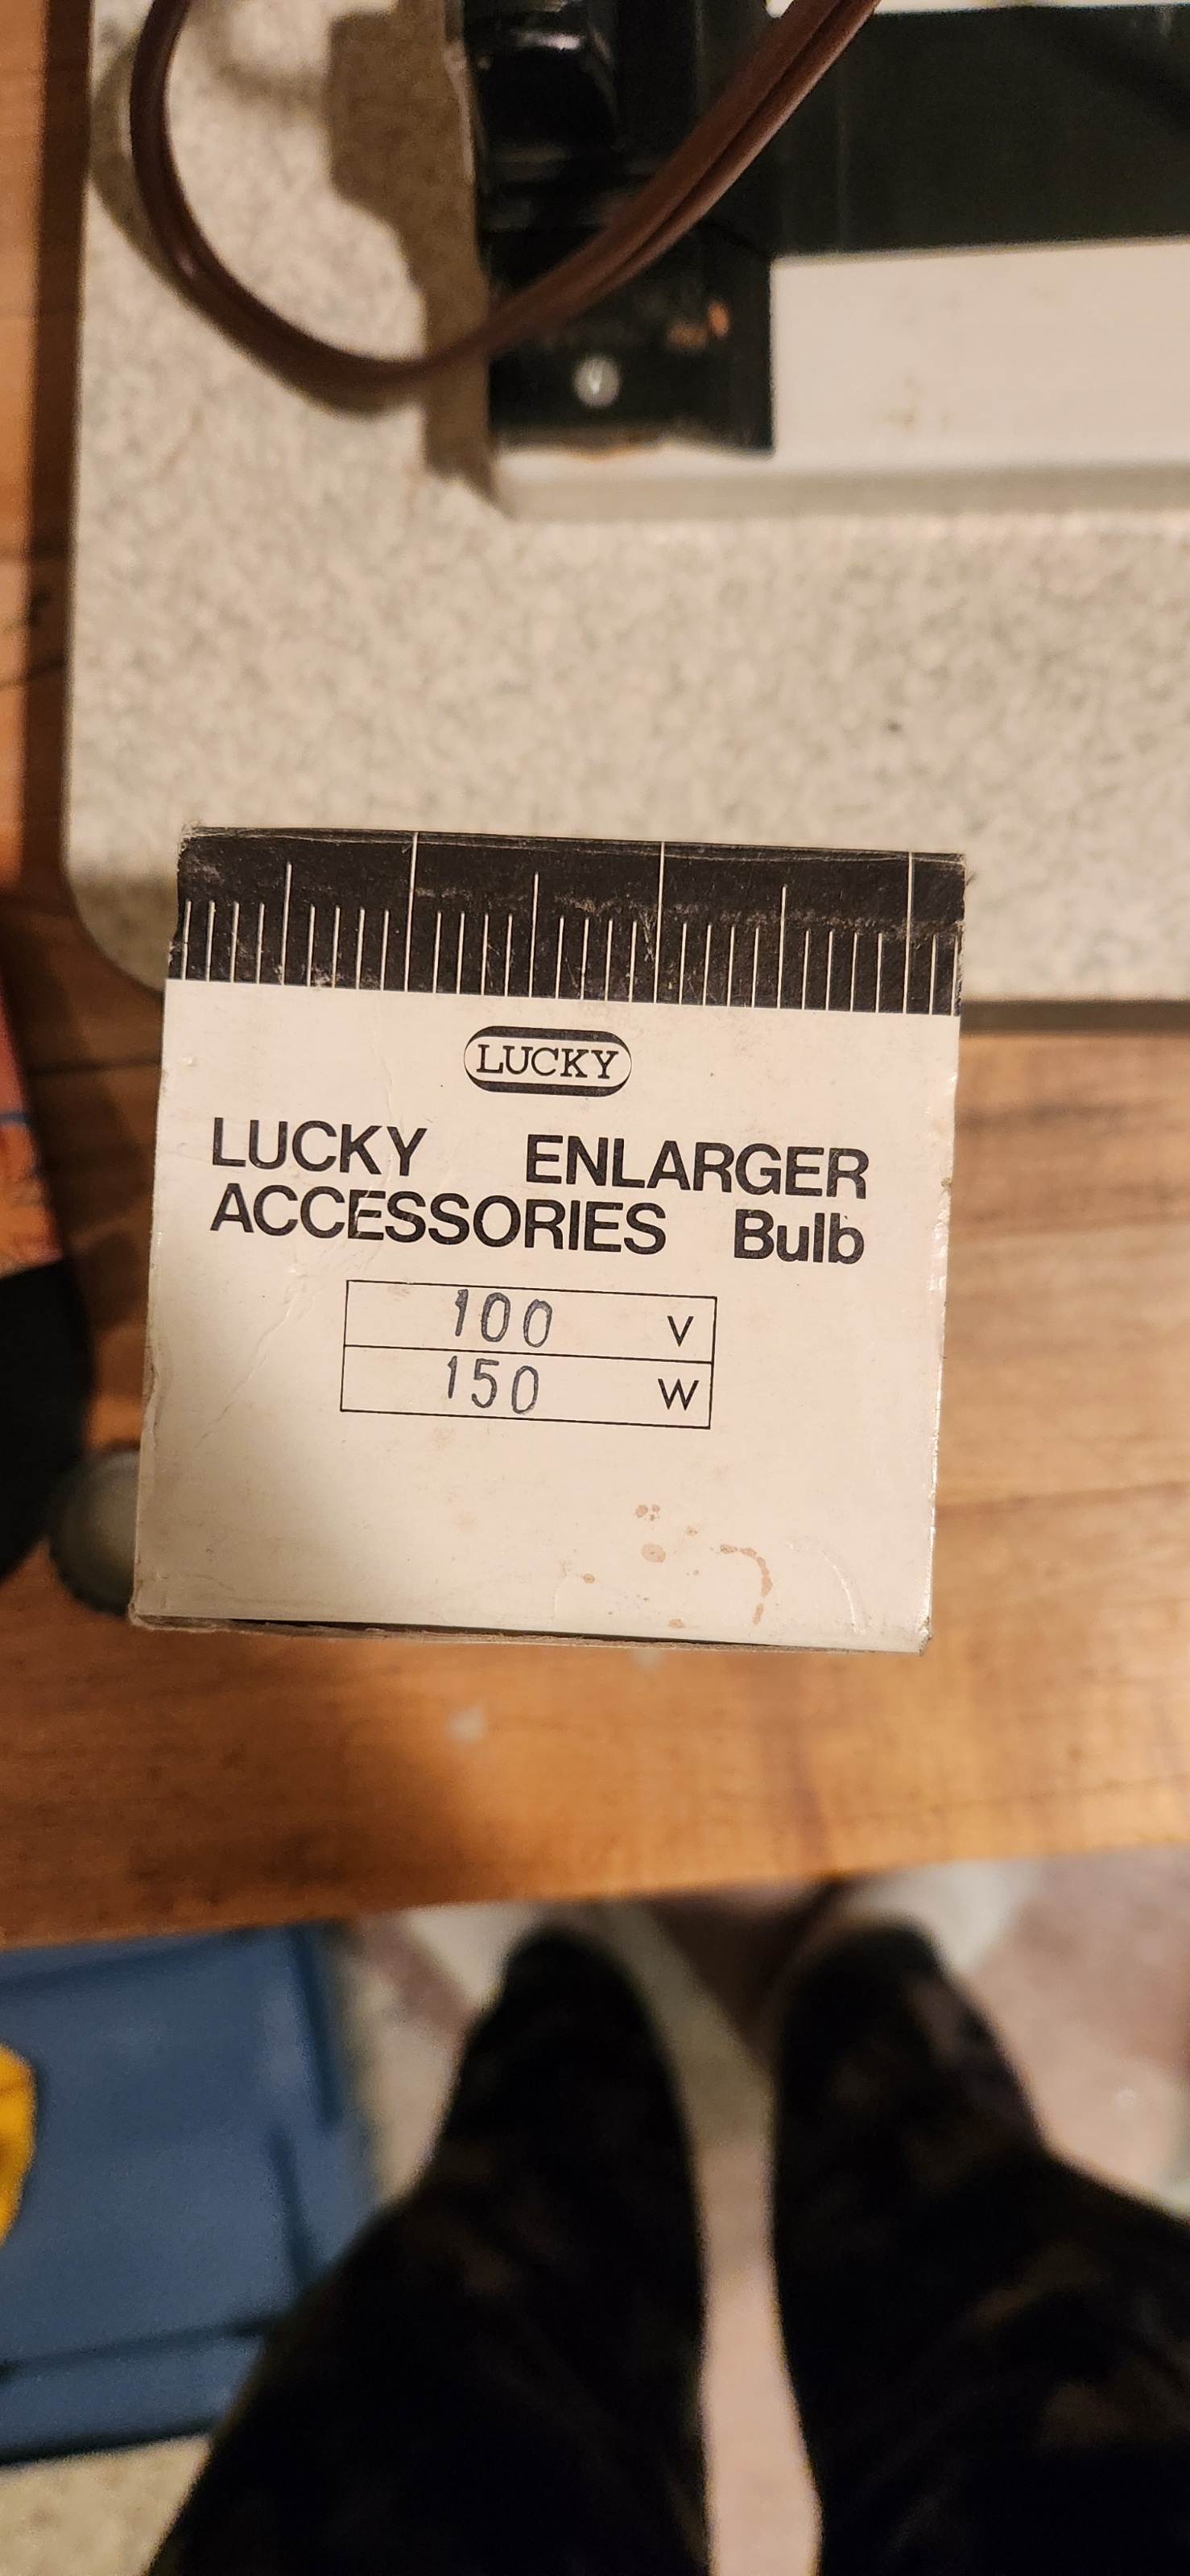 LUCKY
LUCKY ENLARGER
ACCESSORIES Bulb
100 V
150 W